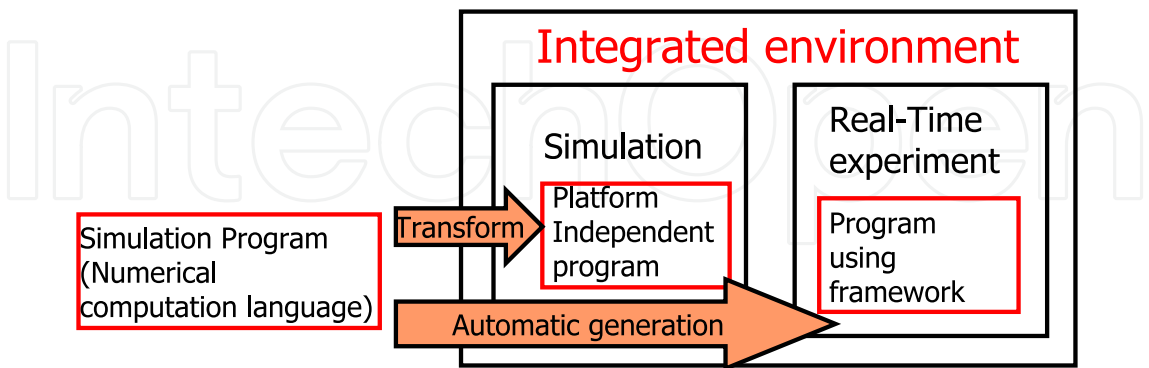 Integrated environment
Simulation
Real-Time
experiment
Platform
Independent
program
Program
using
framework
Transform
Simulation Program
(Numerical
computation language)
Automatic generation
IntechOpen